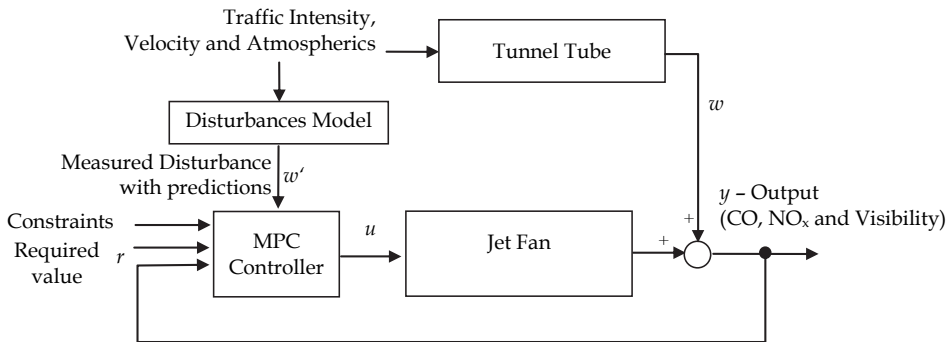 Traffic Intensity,
Velocity and Atmospherics
Tunnel Tube
w
Disturbances Model
Measured Disturbance
with predictions
w‘
y – Output
(CO, NOx and Visibility)
Constraints
Required
value
r
MPC
Controller
u
Jet Fan
+
+